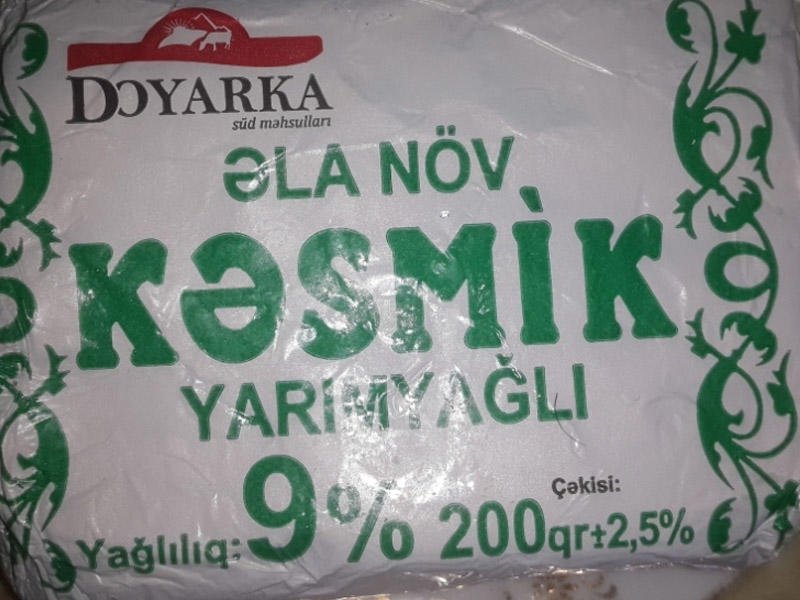 DOYARKA
süd məhsulları
ƏLA NÖV
KƏSMİK
YARIMYAĞLI
Çəkisi:
Yağlılıq: 9% 200qr±2,5%